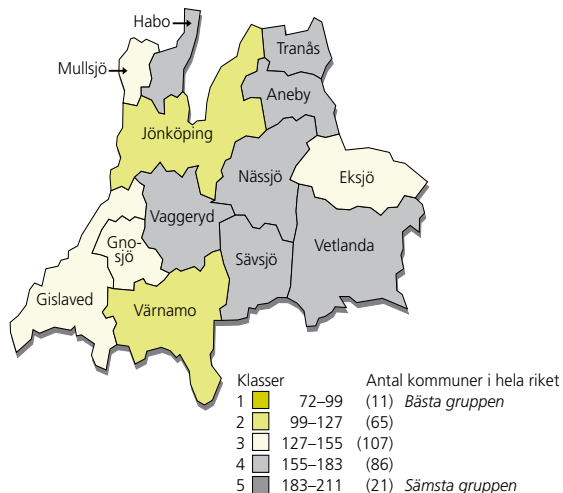 Habo
Tranås
Mullsjö
Aneby
Jönköping
Nässjö
Eksjö
Vaggeryd
Gno-
sjö
Vetlanda
Sävsjö
Gislaved
Värnamo
Klasser Antal kommuner i hela riket
1 72–99 (11) Bästa gruppen
2 99–127 (65)
3 127–155 (107)
4 155–183 (86)
5 183–211 (21) Sämsta gruppen